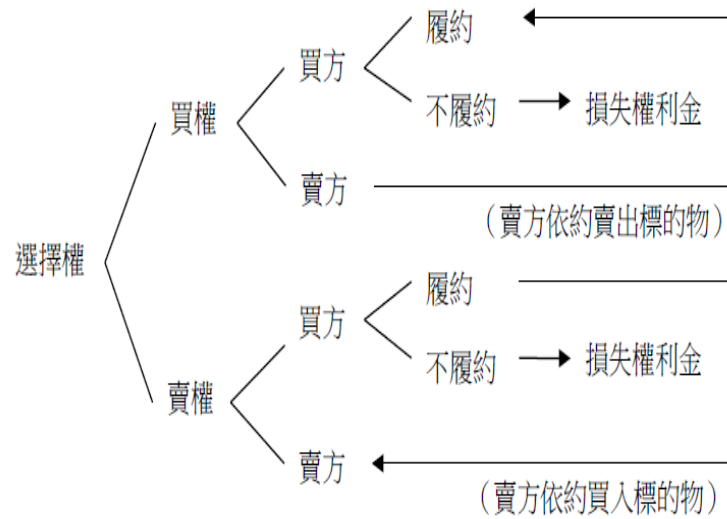 履約
買方
不履約
損失權利金
買權
賣方
（賣方依約賣出標的物）
選擇權
履約
買方
不履約
損失權利金
賣權
賣方
（賣方依約買入標的物）